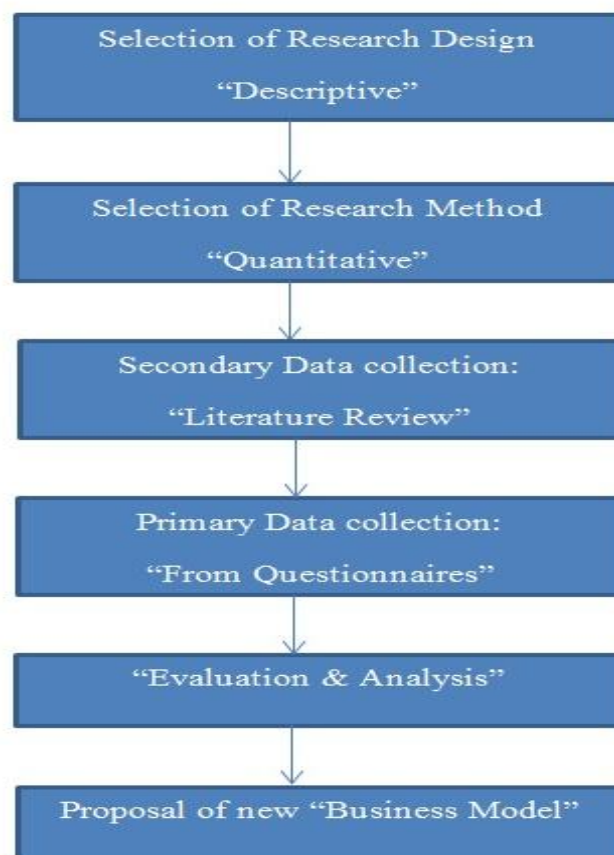 Selection of Research Design
“Descriptive”
Selection of Research Method
“Quantitative”
Secondary Data collection:
“Literature Review”
Primary Data collection:
“From Questionnaires”
“Evaluation & Analysis”
Proposal of new “Business Model”